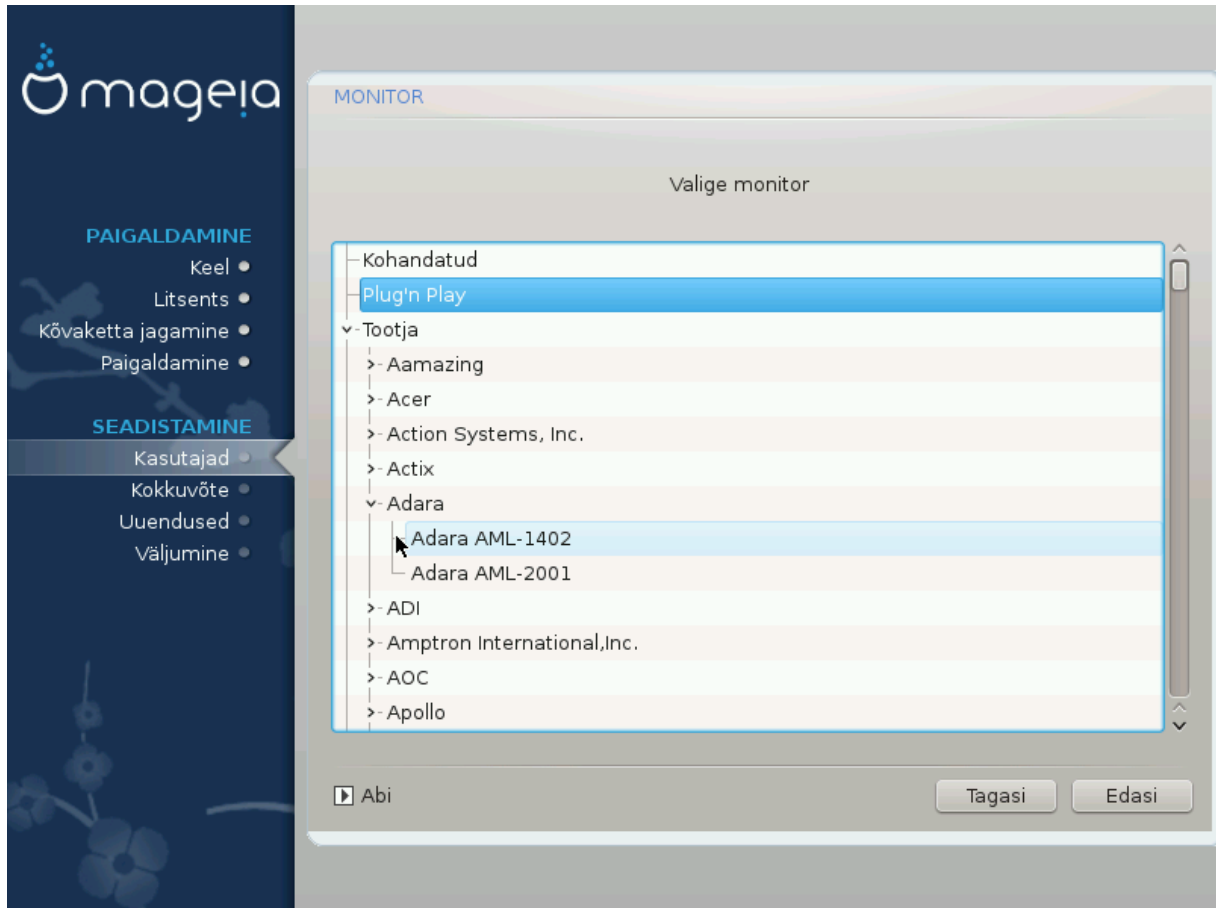 mageia
PAIGALDAMINE
Keel
Litsents
Kõvaketta jagamine
Paigaldamine
SEADISTAMINE
Kasutajad
Kokkuvõte
Uuendused
Väljumine
MONITOR
Valige monitor
Kohandatud
Plug'n Play
Tootja
Aamazing
Acer
Action Systems, Inc.
Actix
Adara
Adara AML-1402
Adara AML-2001
ADI
Amptron International,Inc.
AOC
Apollo
Abi
Tagasi
Edasi